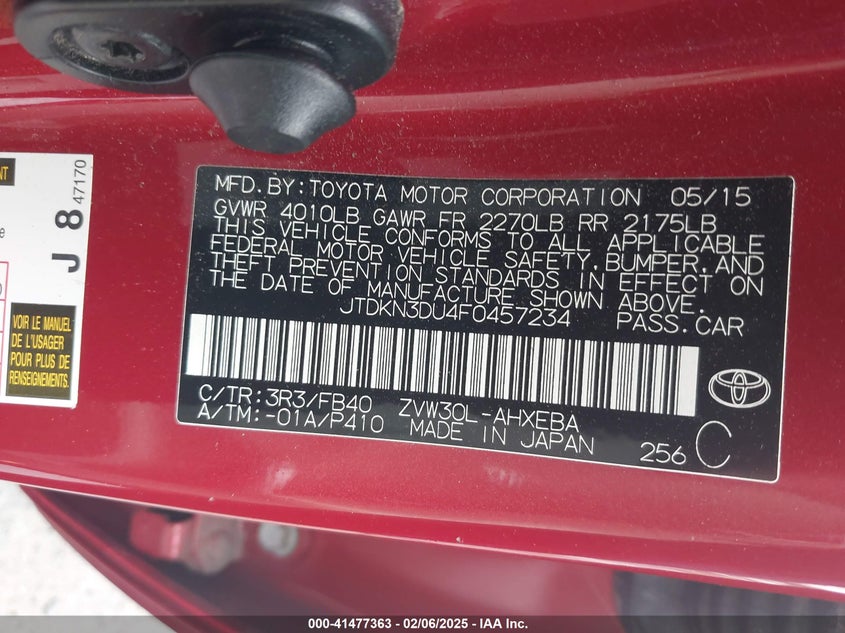 MFD.BY:TOYOTA MOTOR CORPORATION 05/15
GVWR 4010LB GAWR FR 2270LB RR 2175LB
THIS VEHICLE CONFORMS TO ALL APPLICABLE
FEDERAL MOTOR VEHICLE SAFETY,BUMPER,AND
THEFT PREVENTION STANDARDS IN EFFECT ON
THE DATE OF MANUFACTURE SHOWN ABOVE.
JTDKN3DU4F0457234 PASS.CAR
C/TR:3R3/FB40 ZVW30L-AHXEBA
A/TM:-01A/P410 MADE IN JAPAN
256 C
J 8 47170
LE MANUEL
DE L'USAGER
POUR PLUS DE
RENSEIGNEMENTS.
000-41477363 - 02/06/2025 - IAA Inc.